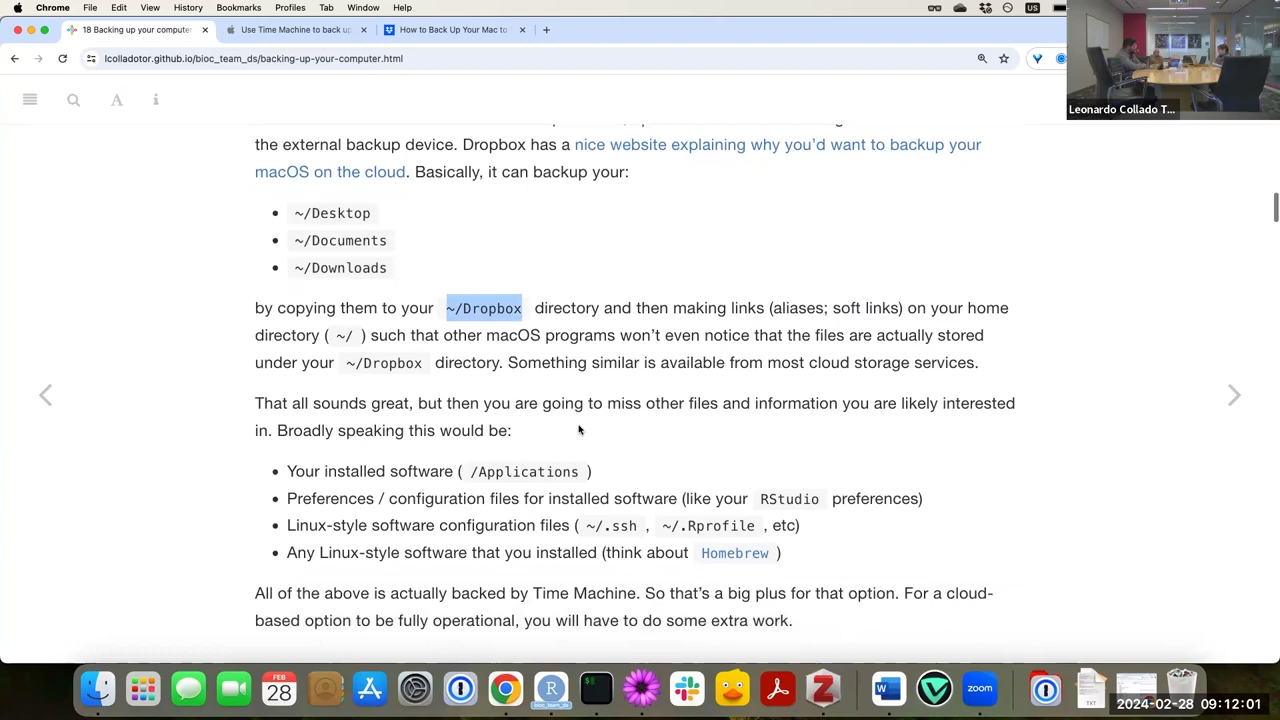 Chrome File Edit View History Bookmarks Profiles Tab Window Help
US
18 Backing up your compute
Use Time Machine to back up
How to Back Up Your Mac to
lcolladotor.github.io/bioc_team_ds/backing-up-your-computer.html
Leonardo Collado T...
the external backup device. Dropbox has a nice website explaining why you'd want to backup your
macOS on the cloud. Basically, it can backup your:
• ~/Desktop
• ~/Documents
• ~/Downloads
by copying them to your ~/Dropbox directory and then making links (aliases; soft links) on your home
directory ( ~/ ) such that other macOS programs won't even notice that the files are actually stored
under your ~/Dropbox directory. Something similar is available from most cloud storage services.
That all sounds great, but then you are going to miss other files and information you are likely interested
in. Broadly speaking this would be:
• Your installed software ( /Applications )
• Preferences / configuration files for installed software (like your RStudio preferences)
• Linux-style software configuration files ( ~/.ssh , ~/.Rprofile , etc)
• Any Linux-style software that you installed (think about Homebrew )
All of the above is actually backed by Time Machine. So that's a big plus for that option. For a cloud-
based option to be fully operational, you will have to do some extra work.
FEB
28
R
bioc_team_ds
W
zoom
TXT
2024-02-28 09:12:01